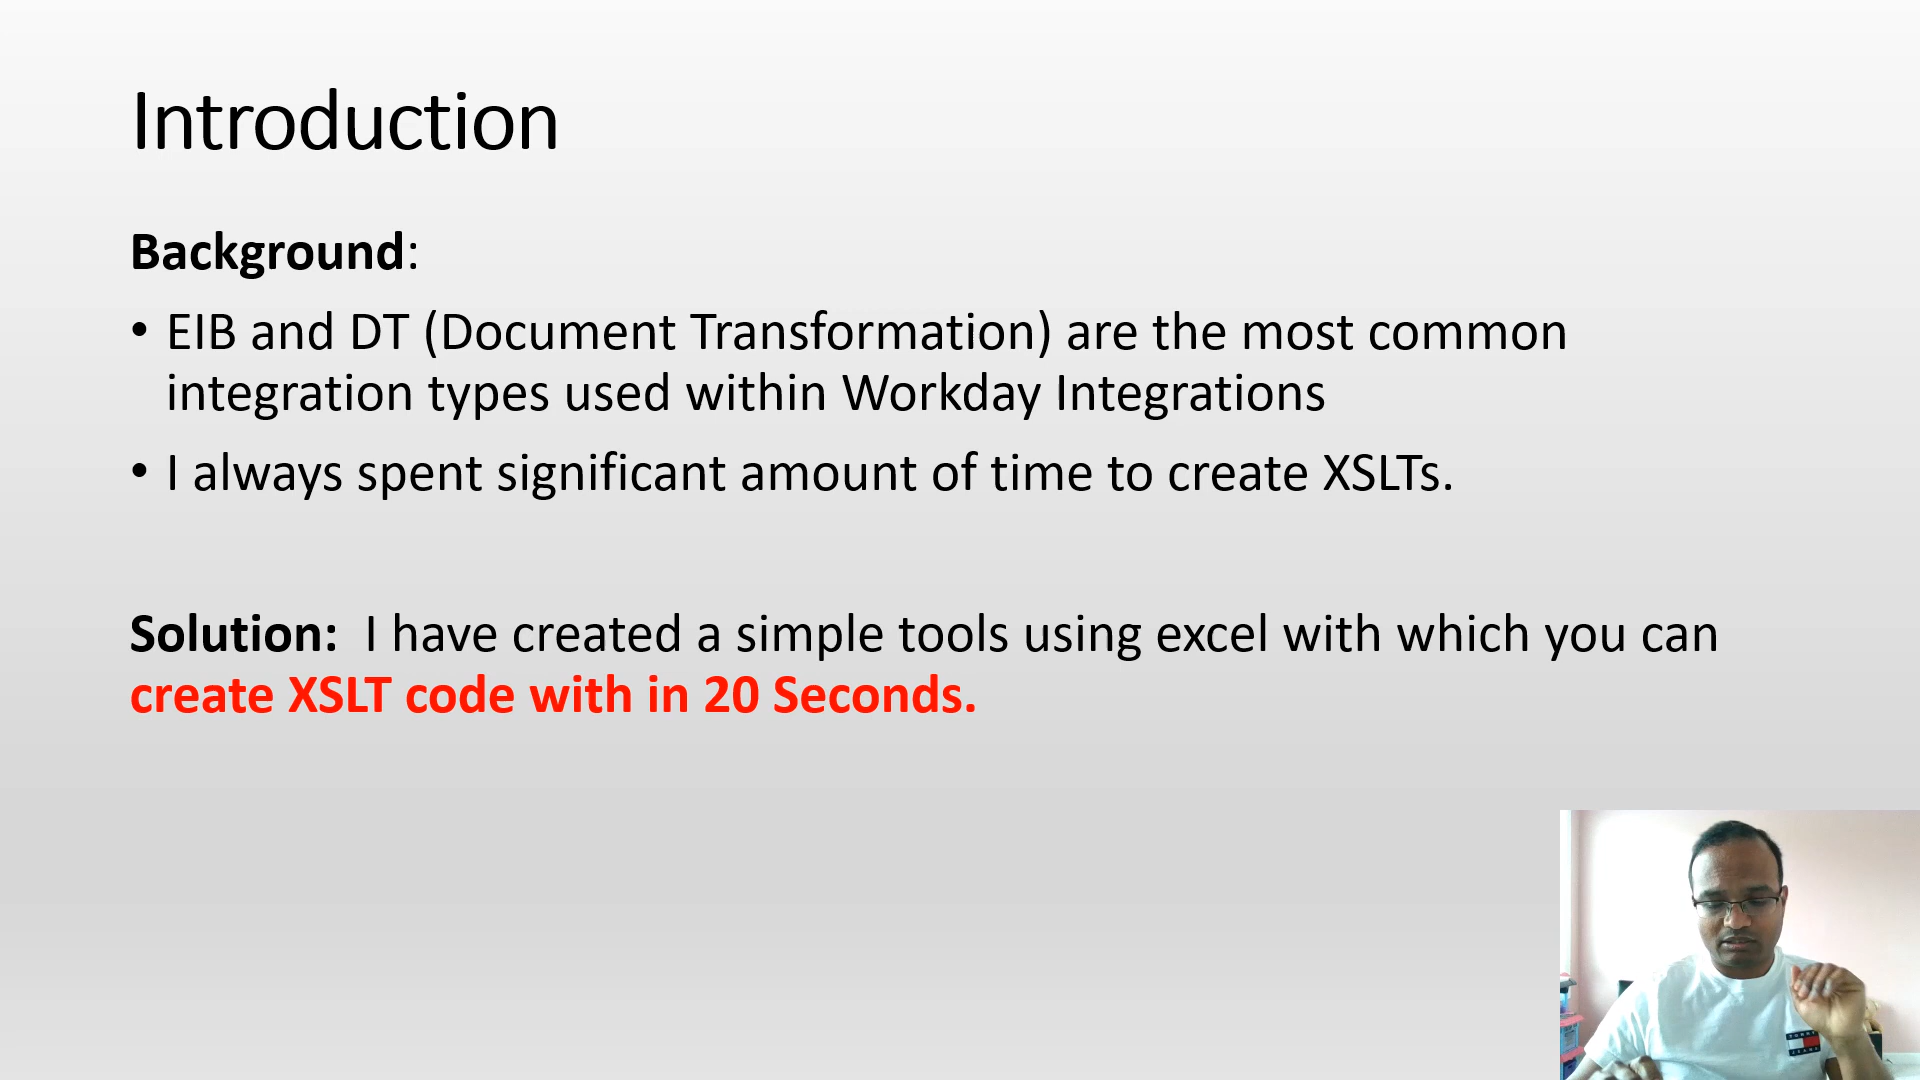 Introduction
Background:
• EIB and DT (Document Transformation) are the most common
integration types used within Workday Integrations
• I always spent significant amount of time to create XSLTs.
Solution:  I have created a simple tools using excel with which you can
create XSLT code with in 20 Seconds.
TOMMY
JEANS